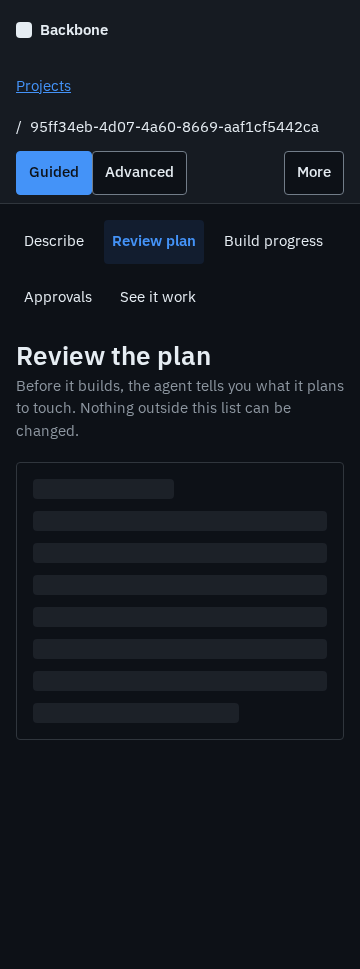 Backbone
Projects
/ 95ff34eb-4d07-4a60-8669-aaf1cf5442ca
Guided Advanced More
Describe Review plan Build progress
Approvals See it work
Review the plan
Before it builds, the agent tells you what it plans
to touch. Nothing outside this list can be
changed.